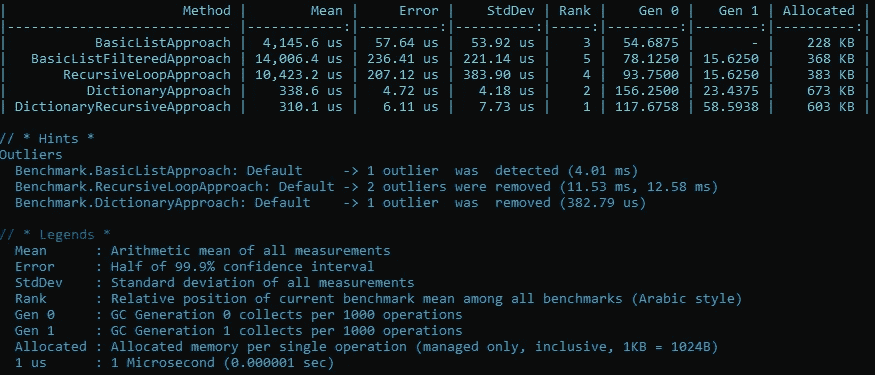 |                      Method |        Mean |     Error |    StdDev | Rank |    Gen 0 |   Gen 1 | Allocated |
|---------------------------- |------------:|----------:|----------:|-----:|---------:|--------:|----------:|
|           BasicListApproach |  4,145.6 us |  57.64 us |  53.92 us |    3 |  54.6875 |       - |    228 KB |
|   BasicListFilteredApproach | 14,006.4 us | 236.41 us | 221.14 us |    5 |  78.1250 | 15.6250 |    368 KB |
|       RecursiveLoopApproach | 10,423.2 us | 207.12 us | 383.90 us |    4 |  93.7500 | 15.6250 |    383 KB |
|          DictionaryApproach |    338.6 us |   4.72 us |   4.18 us |    2 | 156.2500 | 23.4375 |    673 KB |
| DictionaryRecursiveApproach |    310.1 us |   6.11 us |   7.73 us |    1 | 117.6758 | 58.5938 |    603 KB |
// * Hints *
Outliers
  Benchmark.BasicListApproach: Default     -> 1 outlier  was  detected (4.01 ms)
  Benchmark.RecursiveLoopApproach: Default -> 2 outliers were removed (11.53 ms, 12.58 ms)
  Benchmark.DictionaryApproach: Default    -> 1 outlier  was  removed (382.79 us)
// * Legends *
  Mean      : Arithmetic mean of all measurements
  Error     : Half of 99.9% confidence interval
  StdDev    : Standard deviation of all measurements
  Rank      : Relative position of current benchmark mean among all benchmarks (Arabic style)
  Gen 0     : GC Generation 0 collects per 1000 operations
  Gen 1     : GC Generation 1 collects per 1000 operations
  Allocated : Allocated memory per single operation (managed only, inclusive, 1KB = 1024B)
  1 us      : 1 Microsecond (0.000001 sec)